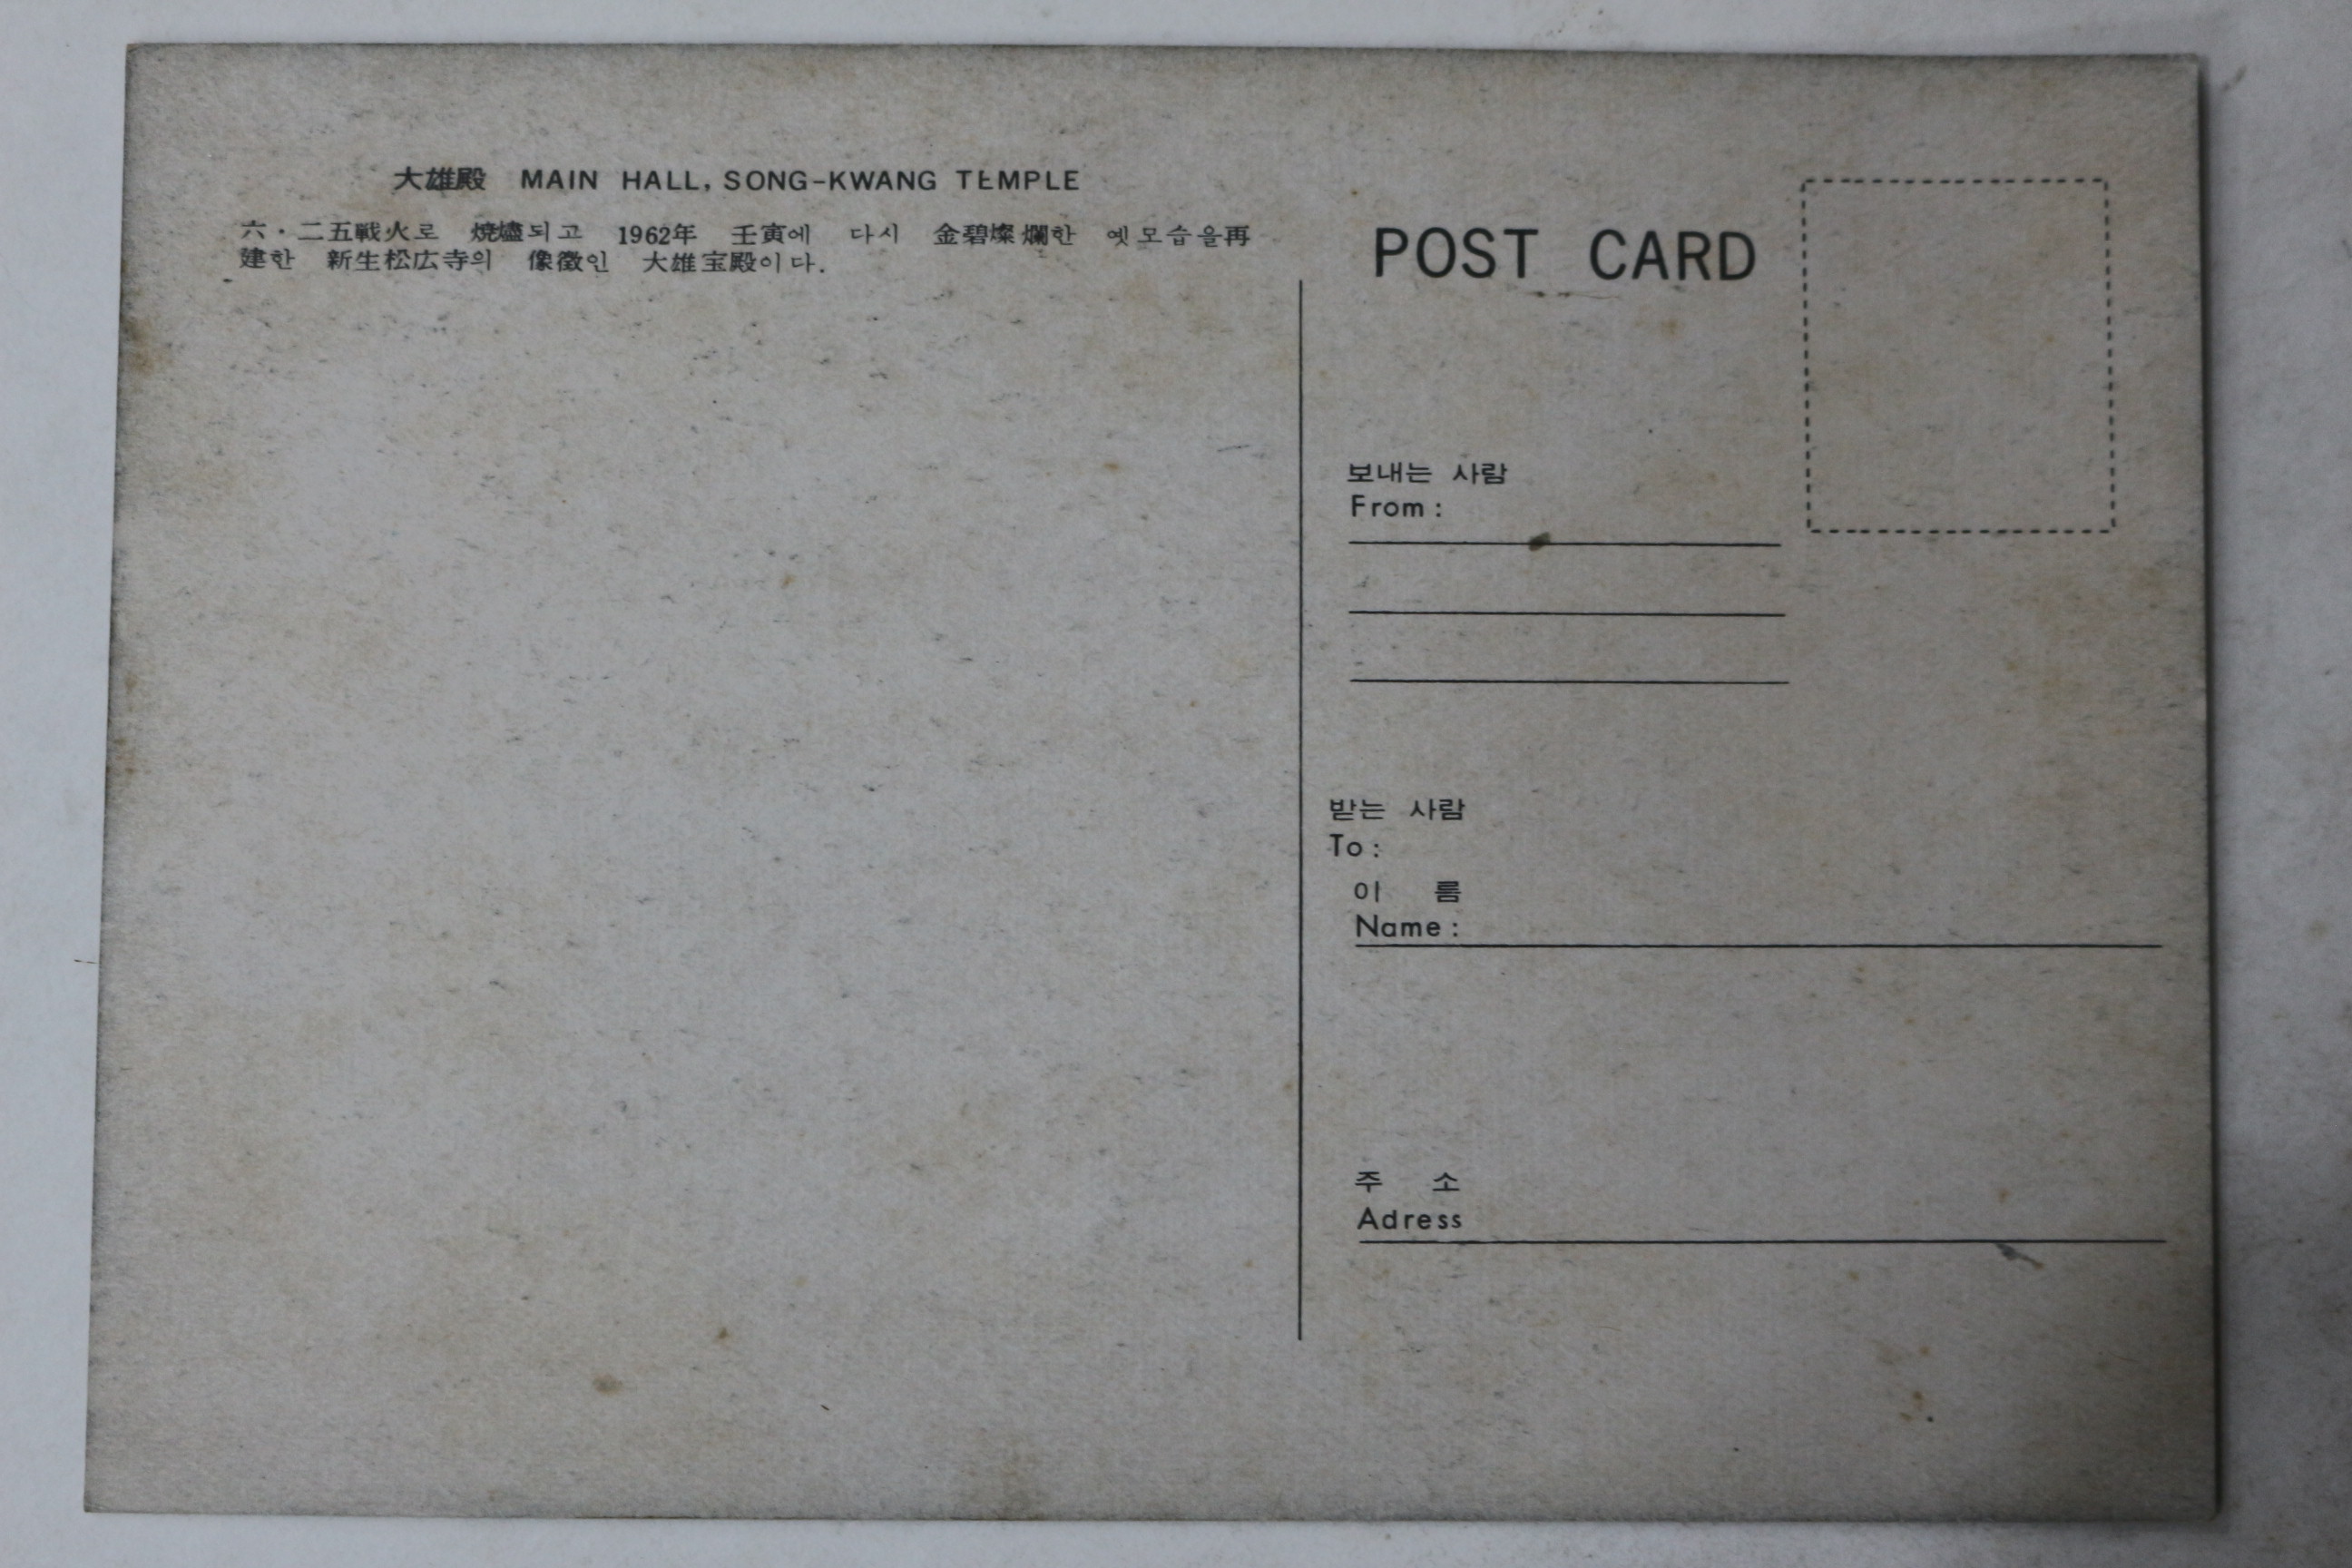 大雄殿 MAIN HALL, SONG-KWANG TEMPLE
六·二五戦火로 焼燼되고 1962年 壬寅에 다시 金碧燦爛한 옛모습을再
建한 新生松広寺의 像徴인 大雄宝殿이다.
POST CARD
보내는 사람
From :
받는 사람
To :
이 름
Name :
주 소
Adress